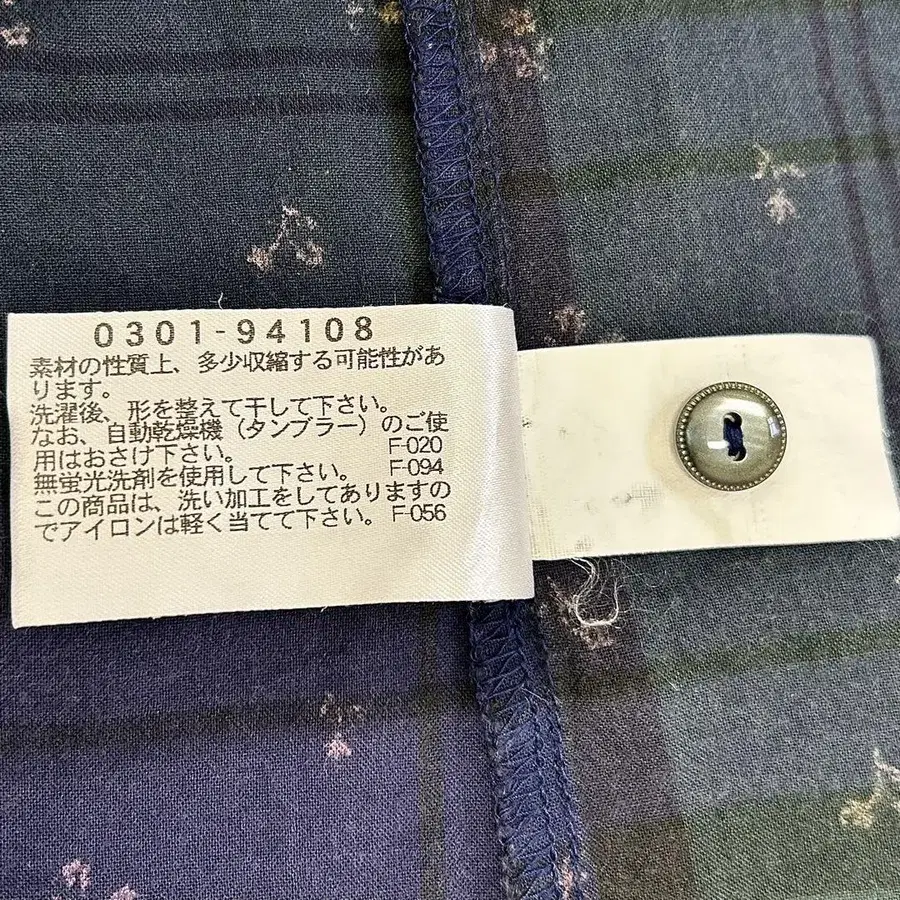 0301-94108
素材の性質上、多少収縮する可能性があ
ります。
洗濯後、形を整えて干して下さい。
なお、自動乾燥機（タンブラー）のご使
用はおさけ下さい。 F-020
無蛍光洗剤を使用して下さい。 F-094
この商品は、洗い加工をしてありますの
でアイロンは軽く当てて下さい。 F-056